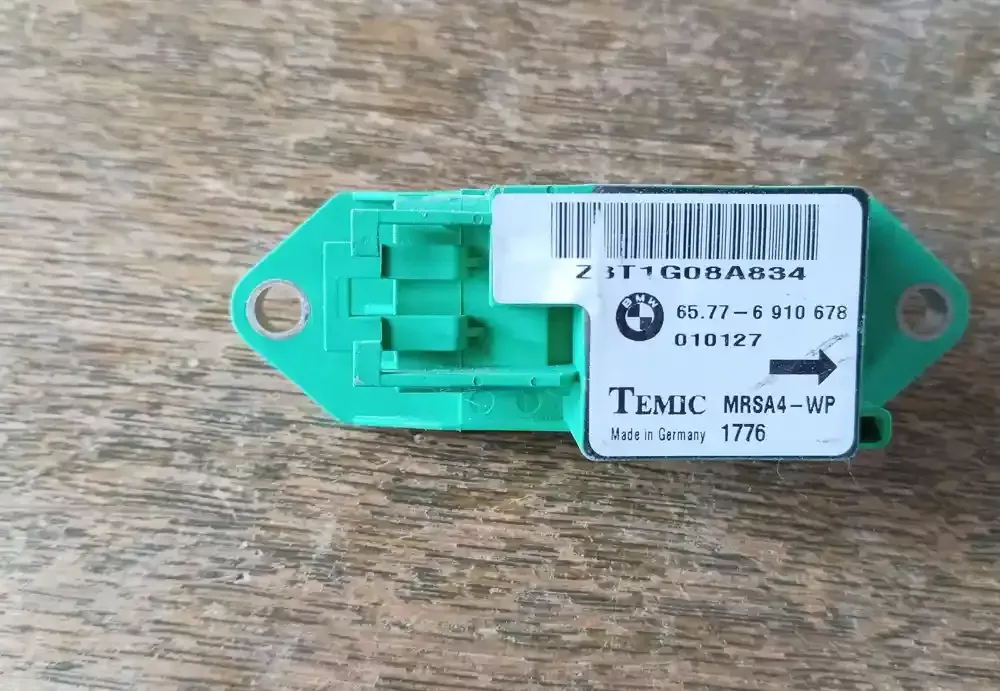 Z3T1G08A834
BMW
65.77-6 910 678
010127
TEMIC MRSA4-WP
Made in Germany 1776